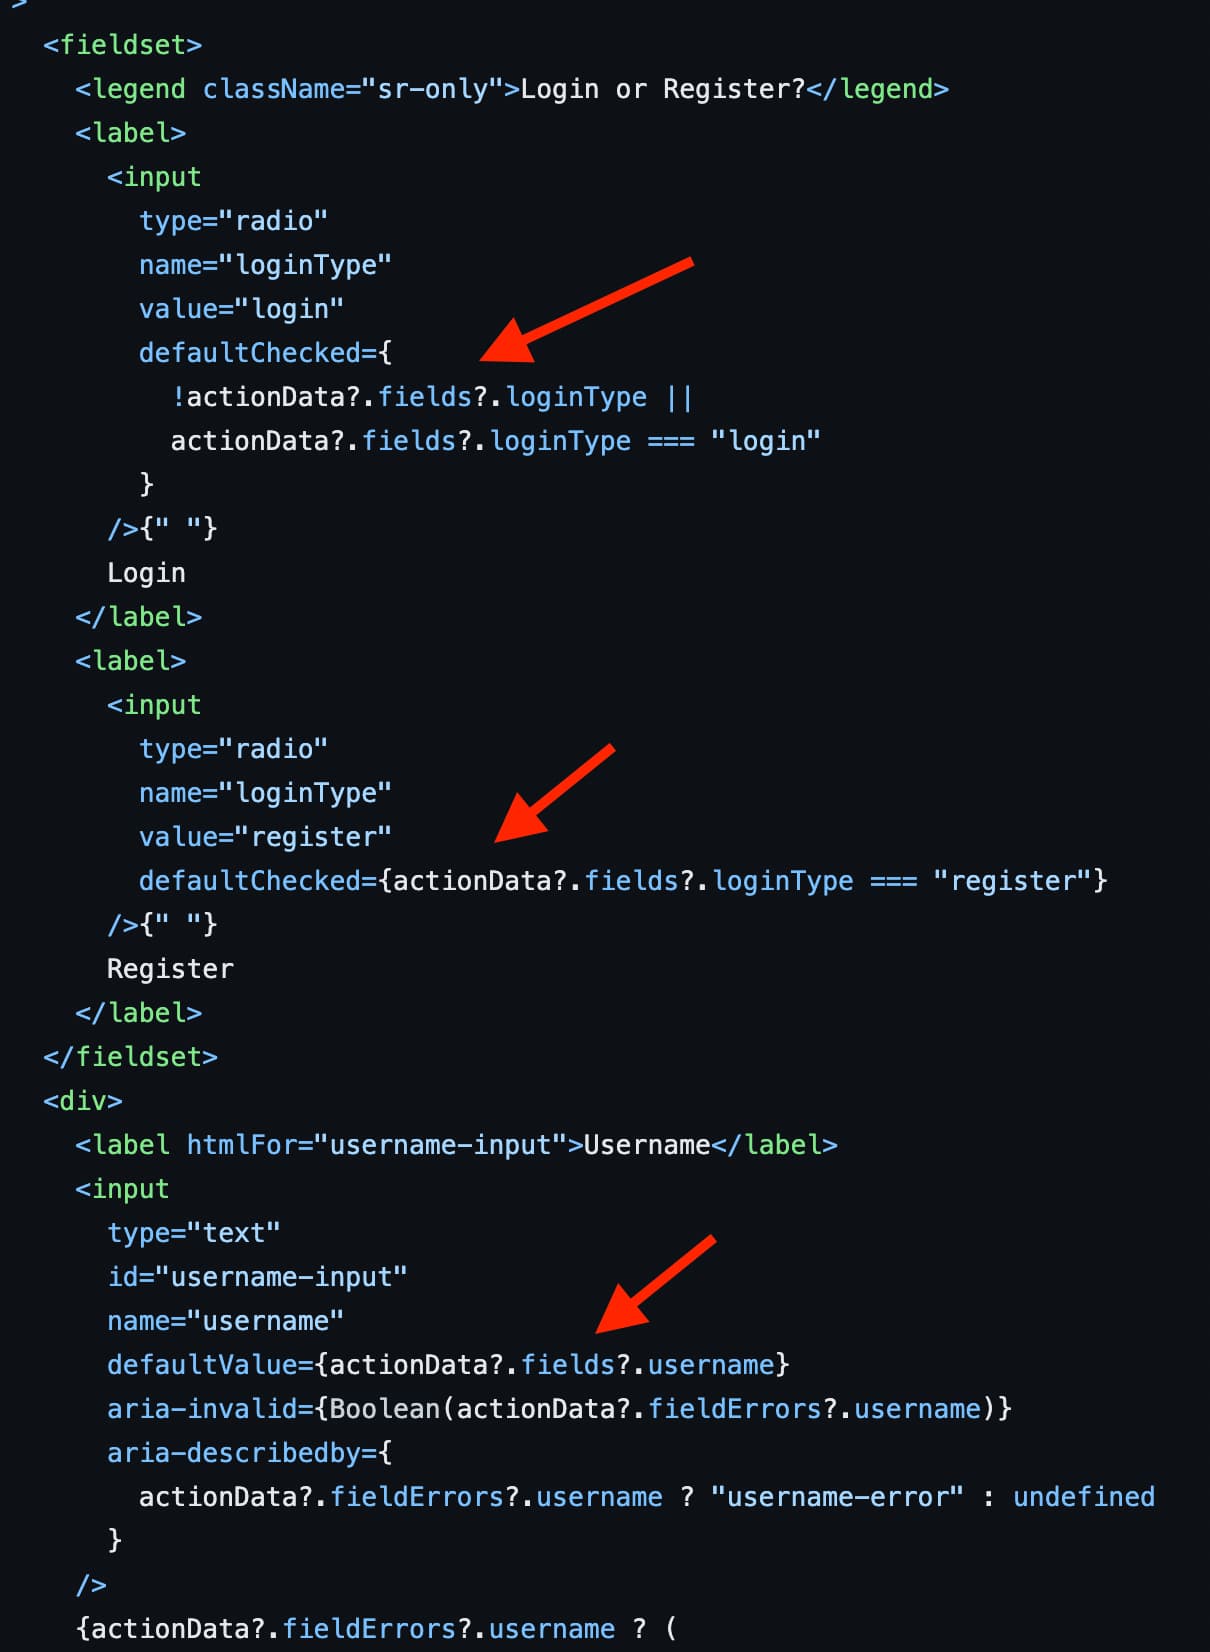 >
<fieldset>
<legend className="sr-only">Login or Register?</legend>
<label>
<input
type="radio"
name="loginType"
value="login"
defaultChecked={
!actionData?.fields?.loginType ||
actionData?.fields?.loginType === "login"
}
/>{" "}
Login
</label>
<label>
<input
type="radio"
name="loginType"
value="register"
defaultChecked={actionData?.fields?.loginType === "register"}
/>{" "}
Register
</label>
</fieldset>
<div>
<label htmlFor="username-input">Username</label>
<input
type="text"
id="username-input"
name="username"
defaultValue={actionData?.fields?.username}
aria-invalid={Boolean(actionData?.fieldErrors?.username)}
aria-describedby={
actionData?.fieldErrors?.username ? "username-error" : undefined
}
/>
{actionData?.fieldErrors?.username ? (